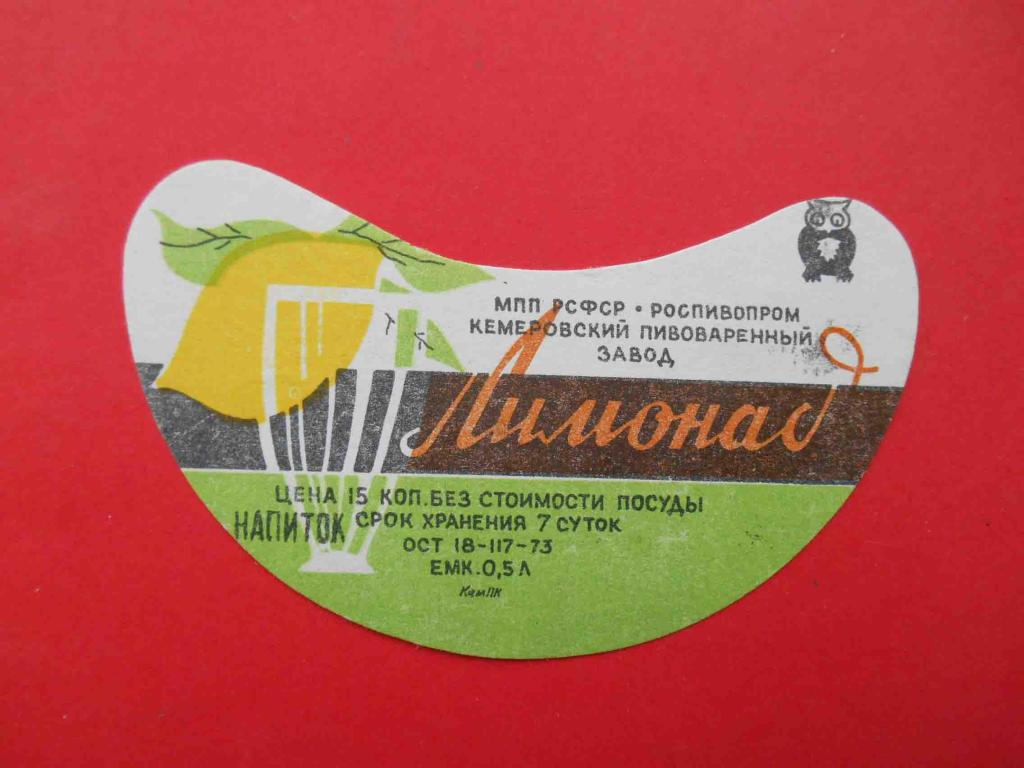 МПП РСФСР • РОСПИВОПРОМ
КЕМЕРОВСКИЙ ПИВОВАРЕННЫЙ
ЗАВОД
Лимонад
ЦЕНА 15 КОП. БЕЗ СТОИМОСТИ ПОСУДЫ
НАПИТОК СРОК ХРАНЕНИЯ 7 СУТОК
ОСТ 18-117-73
ЕМК. 0,5 Л
КемПК